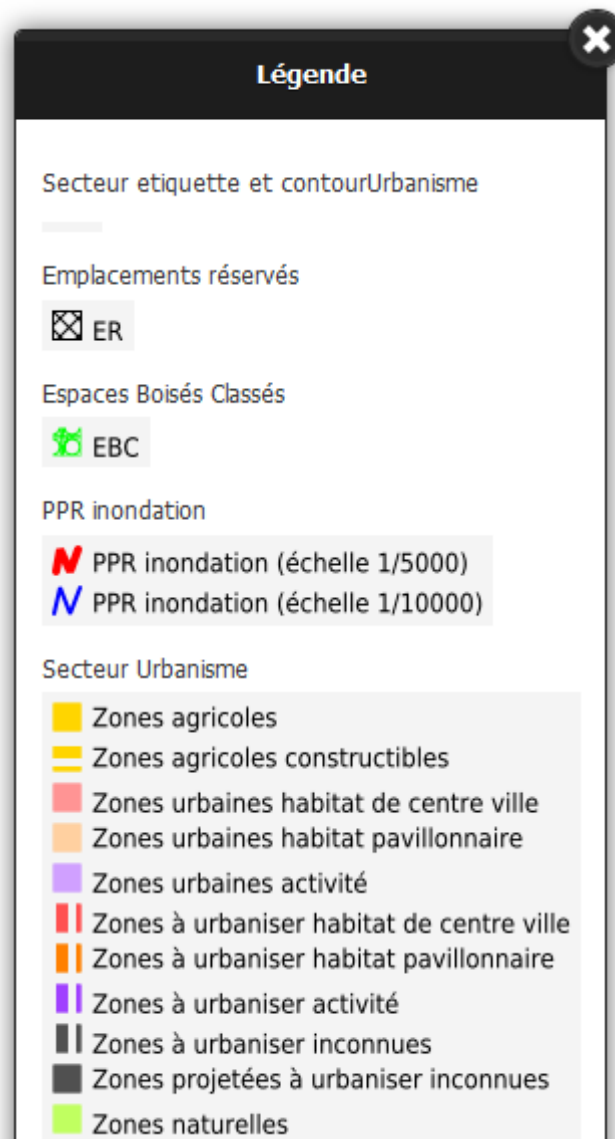 Légende
Secteur etiquette et contourUrbanisme
Emplacements réservés
ER
Espaces Boisés Classés
EBC
PPR inondation
PPR inondation (échelle 1/5000)
PPR inondation (échelle 1/10000)
Secteur Urbanisme
Zones agricoles
Zones agricoles constructibles
Zones urbaines habitat de centre ville
Zones urbaines habitat pavillonnaire
Zones urbaines activité
Zones à urbaniser habitat de centre ville
Zones à urbaniser habitat pavillonnaire
Zones à urbaniser activité
Zones à urbaniser inconnues
Zones projetées à urbaniser inconnues
Zones naturelles